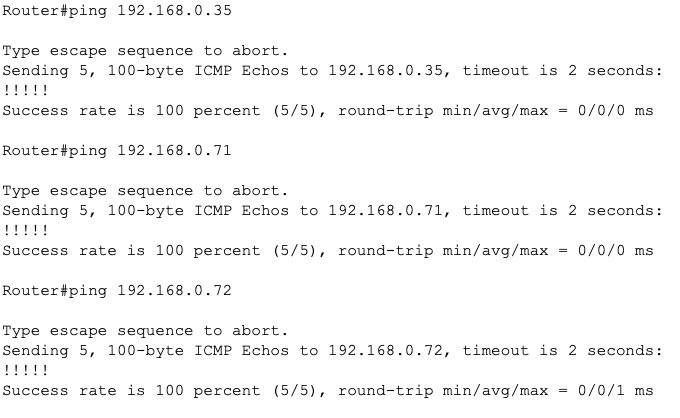 Router#ping 192.168.0.35
Type escape sequence to abort.
Sending 5, 100-byte ICMP Echos to 192.168.0.35, timeout is 2 seconds:
!!!!!
Success rate is 100 percent (5/5), round-trip min/avg/max = 0/0/0 ms
Router#ping 192.168.0.71
Type escape sequence to abort.
Sending 5, 100-byte ICMP Echos to 192.168.0.71, timeout is 2 seconds:
!!!!!
Success rate is 100 percent (5/5), round-trip min/avg/max = 0/0/0 ms
Router#ping 192.168.0.72
Type escape sequence to abort.
Sending 5, 100-byte ICMP Echos to 192.168.0.72, timeout is 2 seconds:
!!!!!
Success rate is 100 percent (5/5), round-trip min/avg/max = 0/0/1 ms